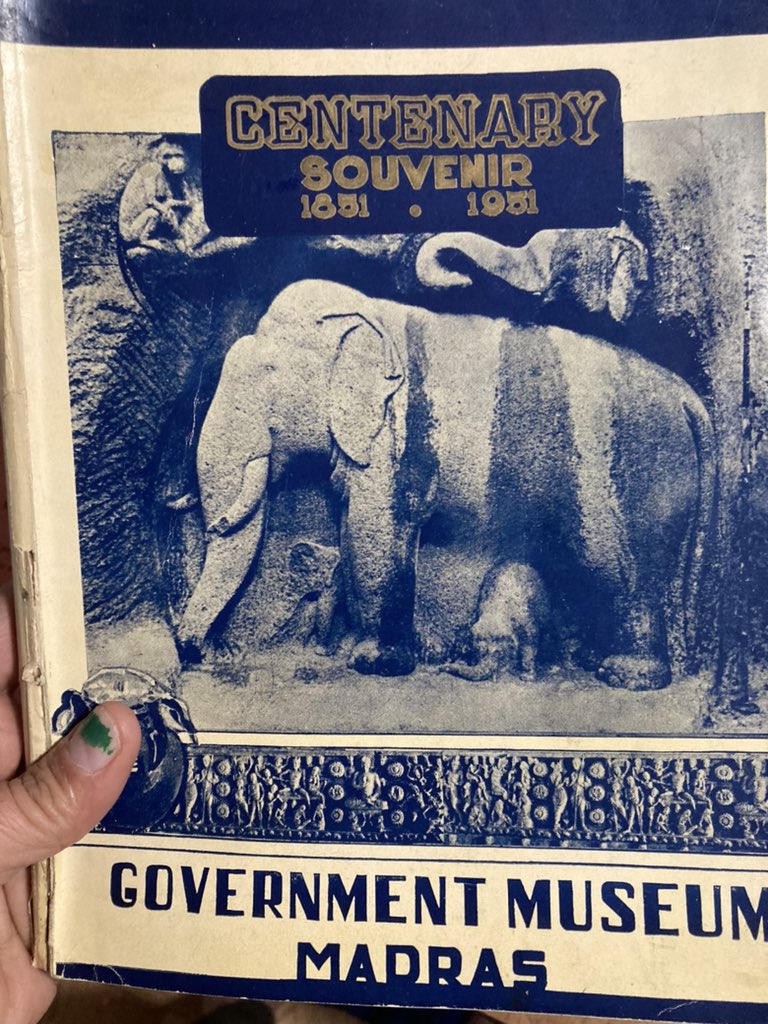 CENTENARY
SOUVENIR
1851 . 1951
GOVERNMENT MUSEUM
MADRAS